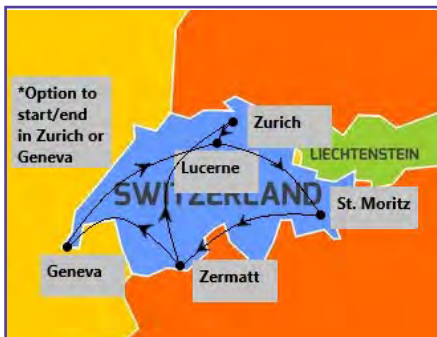 *Option to
start/end
in Zurich or
Geneva
Zurich
Lucerne
LIECHTENSTEIN
SWITZERLAND
St. Moritz
Geneva
Zermatt